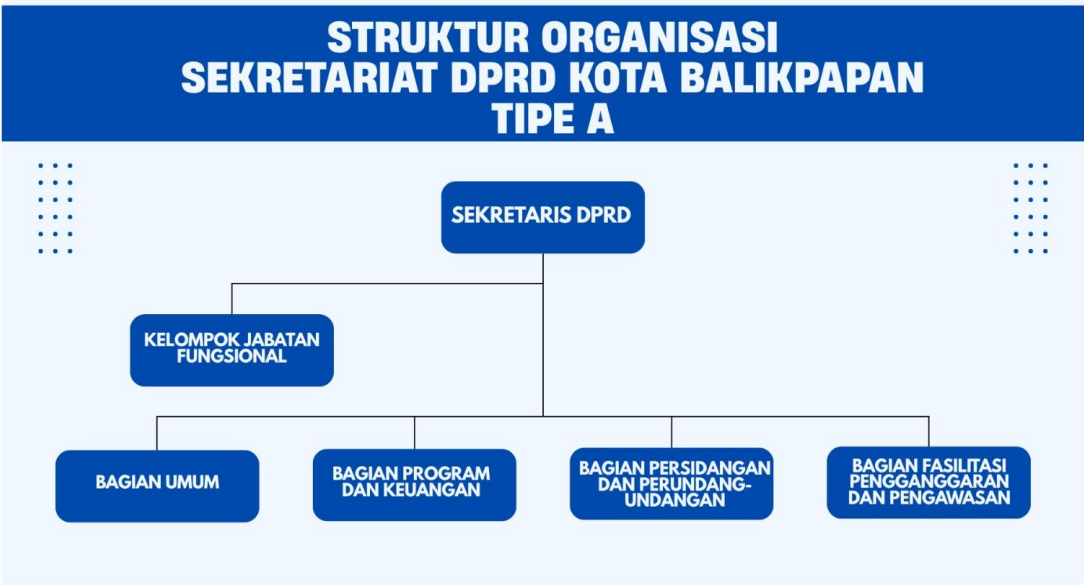 STRUKTUR ORGANISASI
SEKRETARIAT DPRD KOTA BALIKPAPAN
TIPE A
SEKRETARIS DPRD
KELOMPOK JABATAN
FUNGSIONAL
BAGIAN UMUM
BAGIAN PROGRAM
DAN KEUANGAN
BAGIAN PERSIDANGAN
DAN PERUNDANG-
UNDANGAN
BAGIAN FASILITASI
PENGGANGGARAN
DAN PENGAWASAN